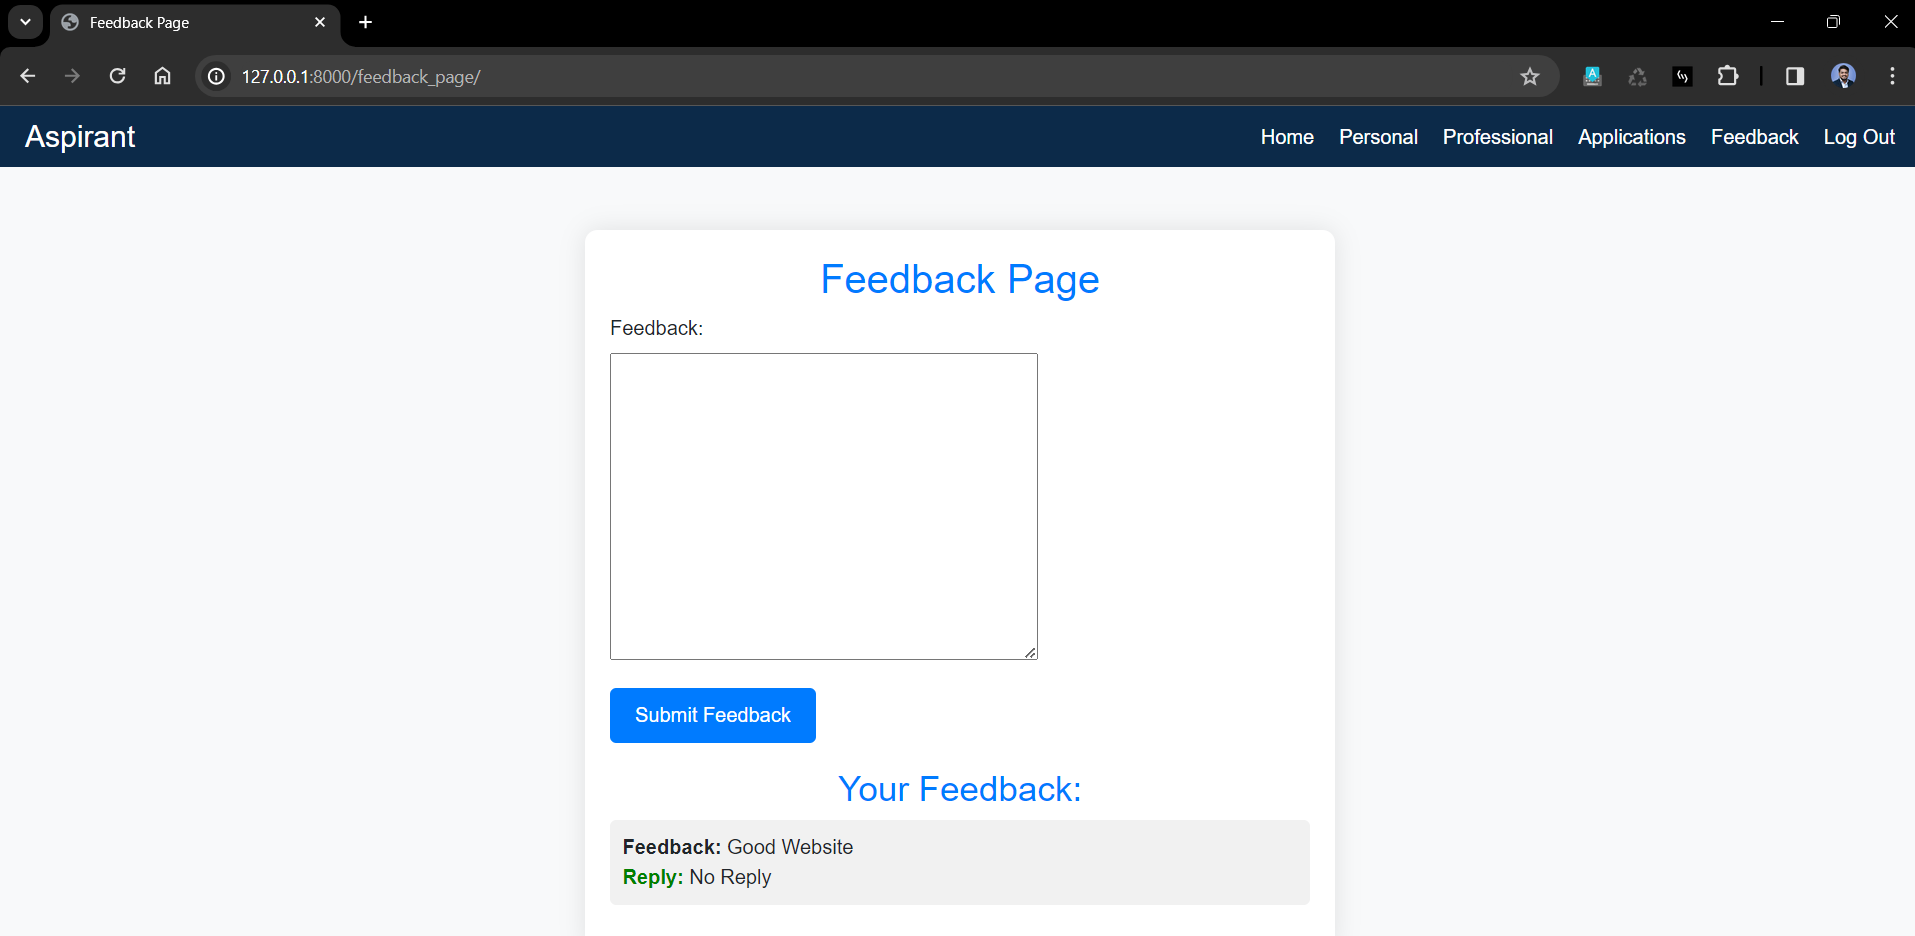 Feedback Page
127.0.0.1:8000/feedback_page/
Aspirant Home Personal Professional Applications Feedback Log Out
Feedback Page
Feedback:
Submit Feedback
Your Feedback:
Feedback: Good Website
Reply: No Reply